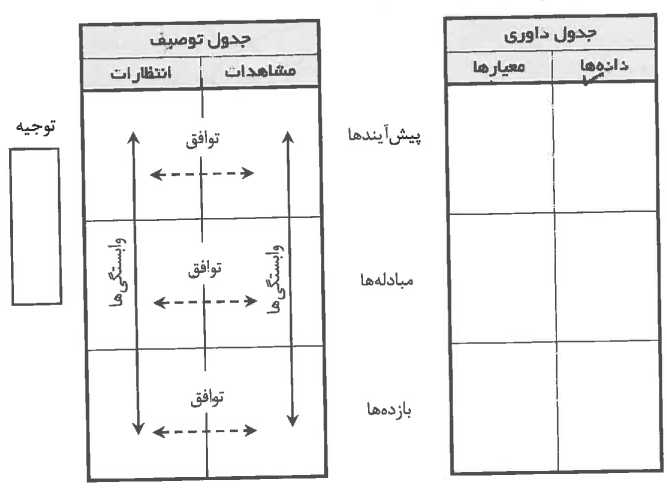 جدول داوری
داده‌ها معیارها
جدول توصیف
مشاهدات انتظارات
توجیه
پیش‌آیندها
توافق
وابستگی‌ها
وابستگی‌ها
مبادله‌ها
توافق
بازده‌ها
توافق